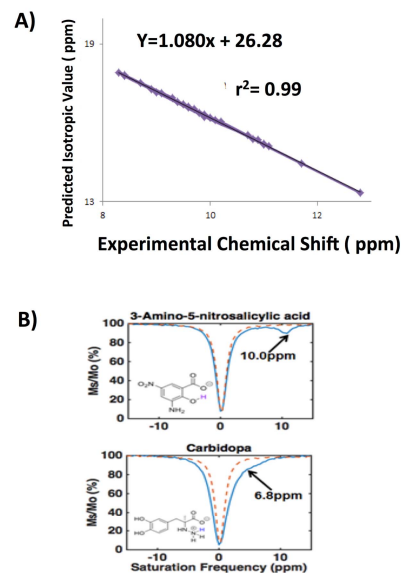 A)
Y=1.080x + 26.28
r²= 0.99
Predicted Isotropic Value ( ppm)
19
13
8
10
12
Experimental Chemical Shift ( ppm)
B)
3-Amino-5-nitrosalicylic acid
Ms/Mo (%)
100
80
60
40
20
0
10.0ppm
O₂N
NH₂
O
O⊖
O
H
-10
0
10
Carbidopa
Ms/Mo (%)
100
80
60
40
20
0
6.8ppm
HO
HO
O
O⊖
HN
⊕
N
H
H
H
-10
0
10
Saturation Frequency (ppm)